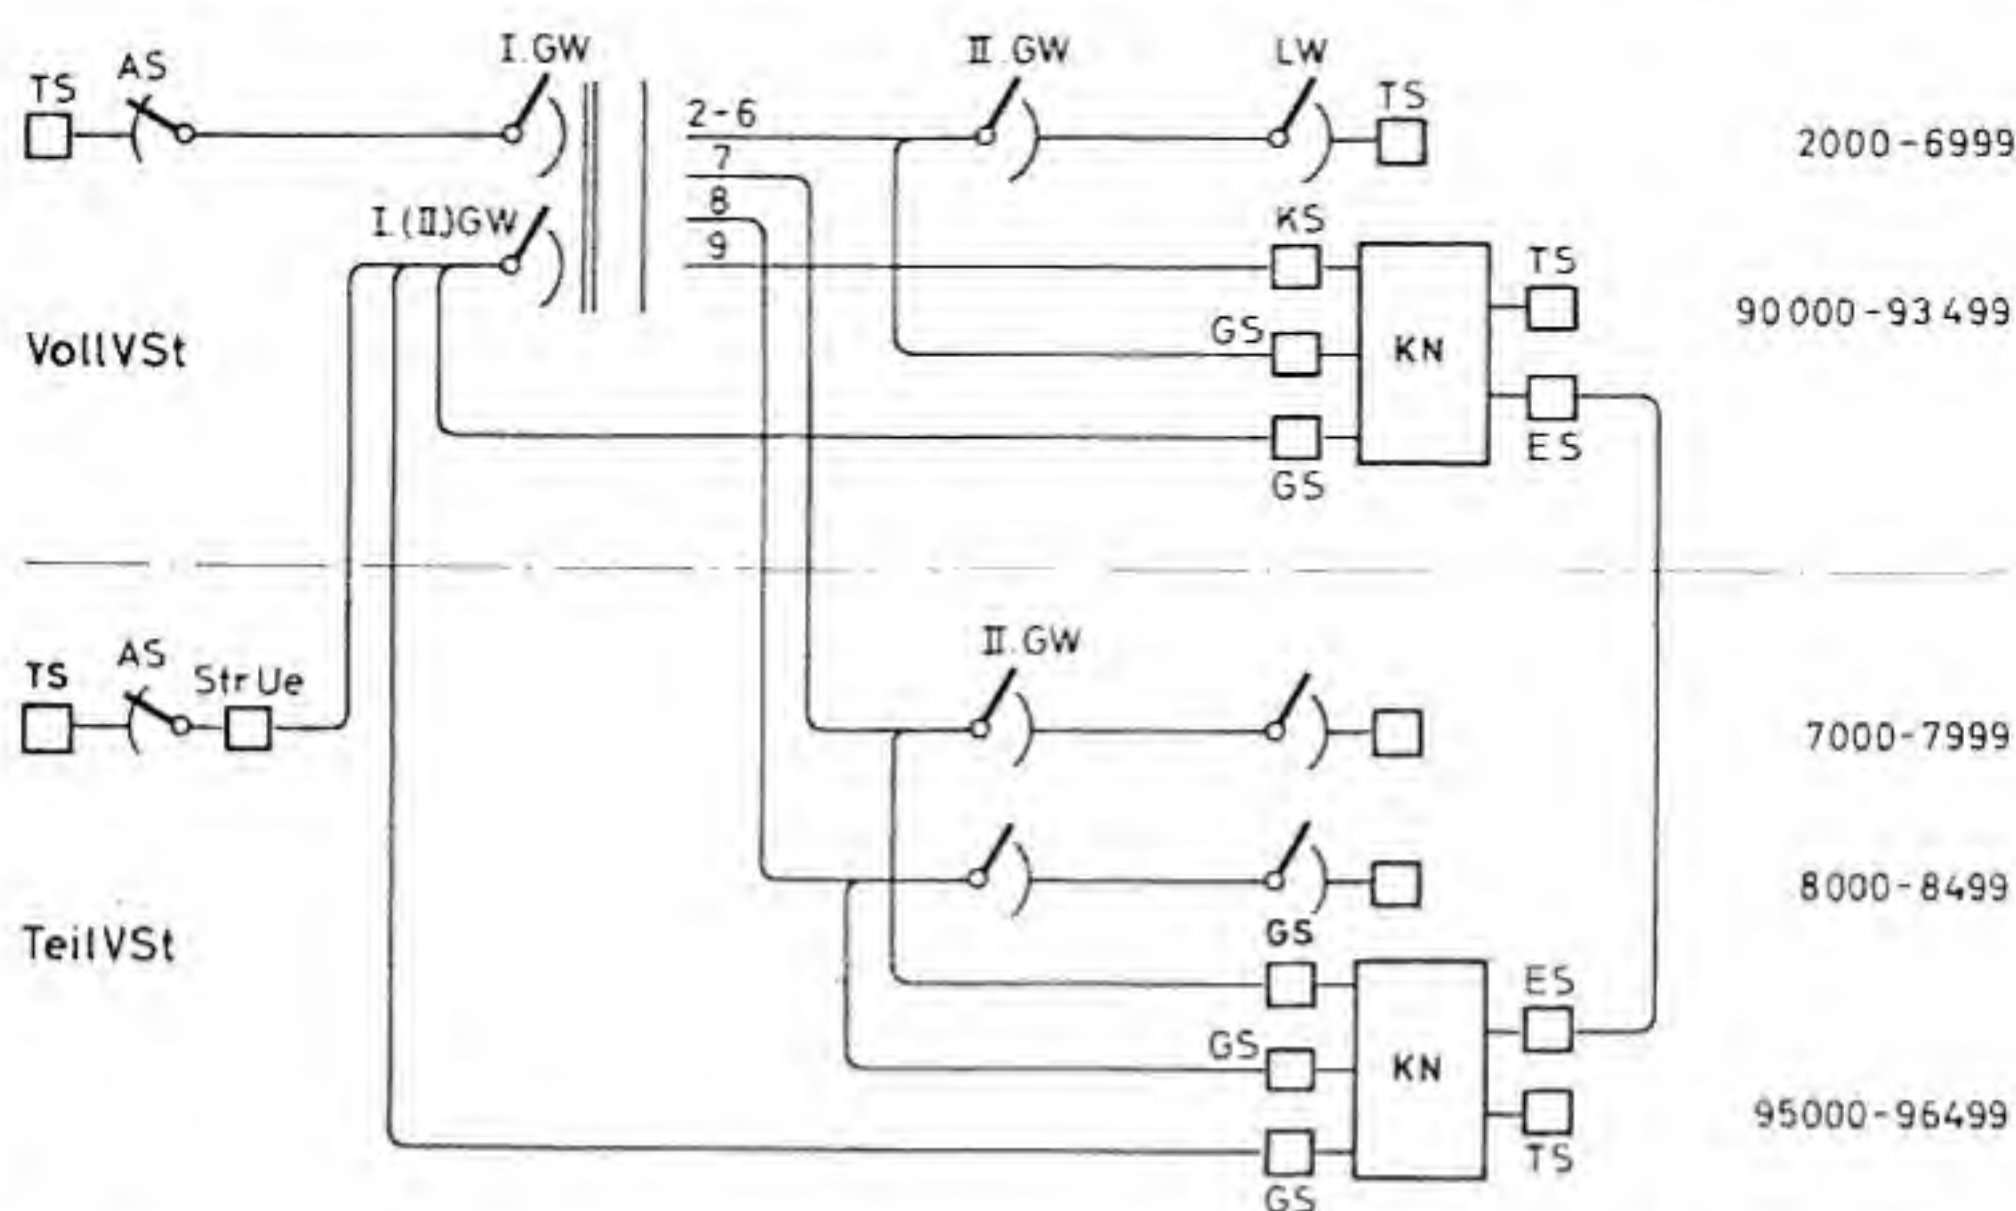 TS
AS
I.GW
2-6
7
8
9
II.GW
LW
TS
2000-6999
I.(II)GW
KS
TS
90000-93499
GS
KN
VollVSt
ES
GS
TS
AS
StrUe
II.GW
7000-7999
8000-8499
TeilVSt
GS
ES
GS
KN
95000-96499
TS
GS